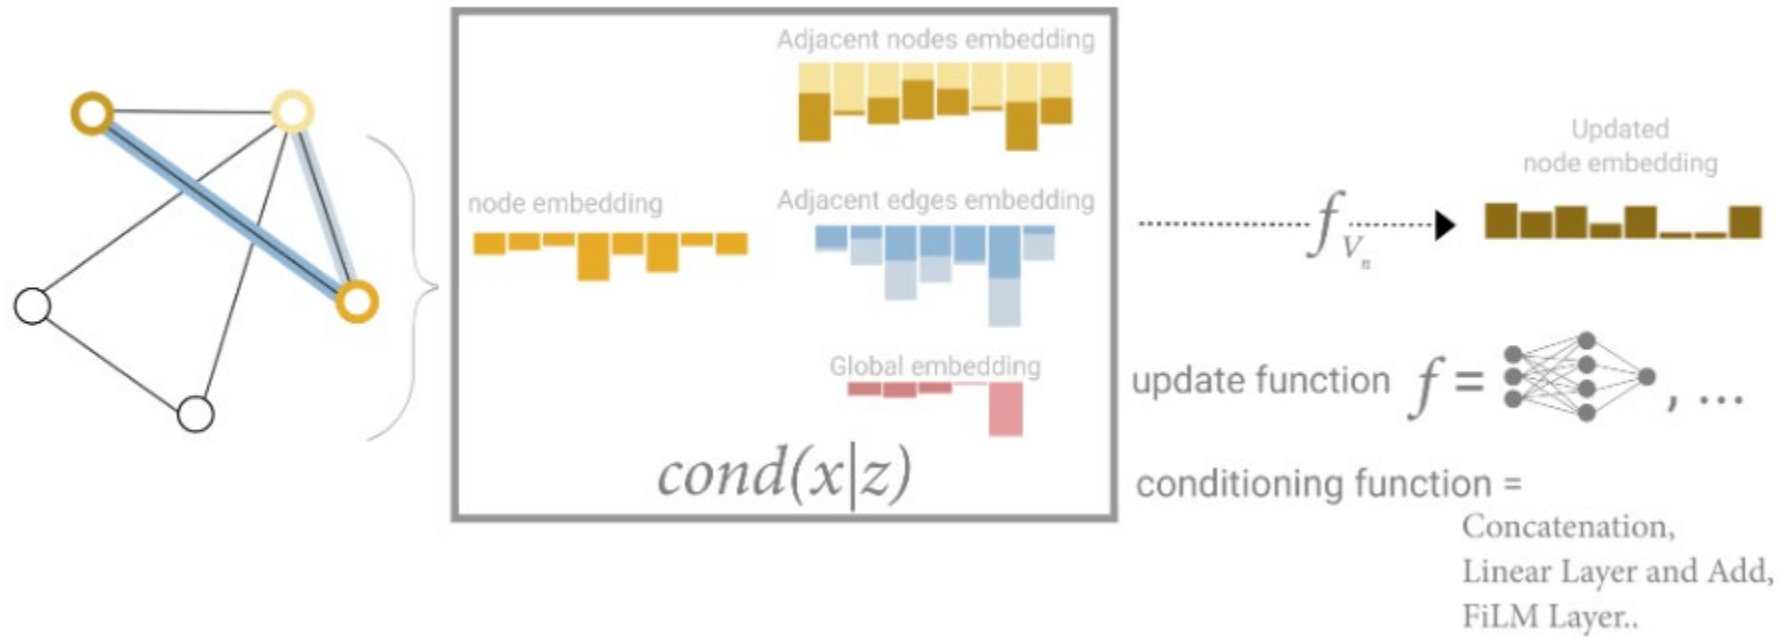 Adjacent nodes embedding
node embedding
Adjacent edges embedding
Global embedding
cond(x|z)
f Vn
Updated
node embedding
update function f = , ...
conditioning function =
Concatenation,
Linear Layer and Add,
FiLM Layer..